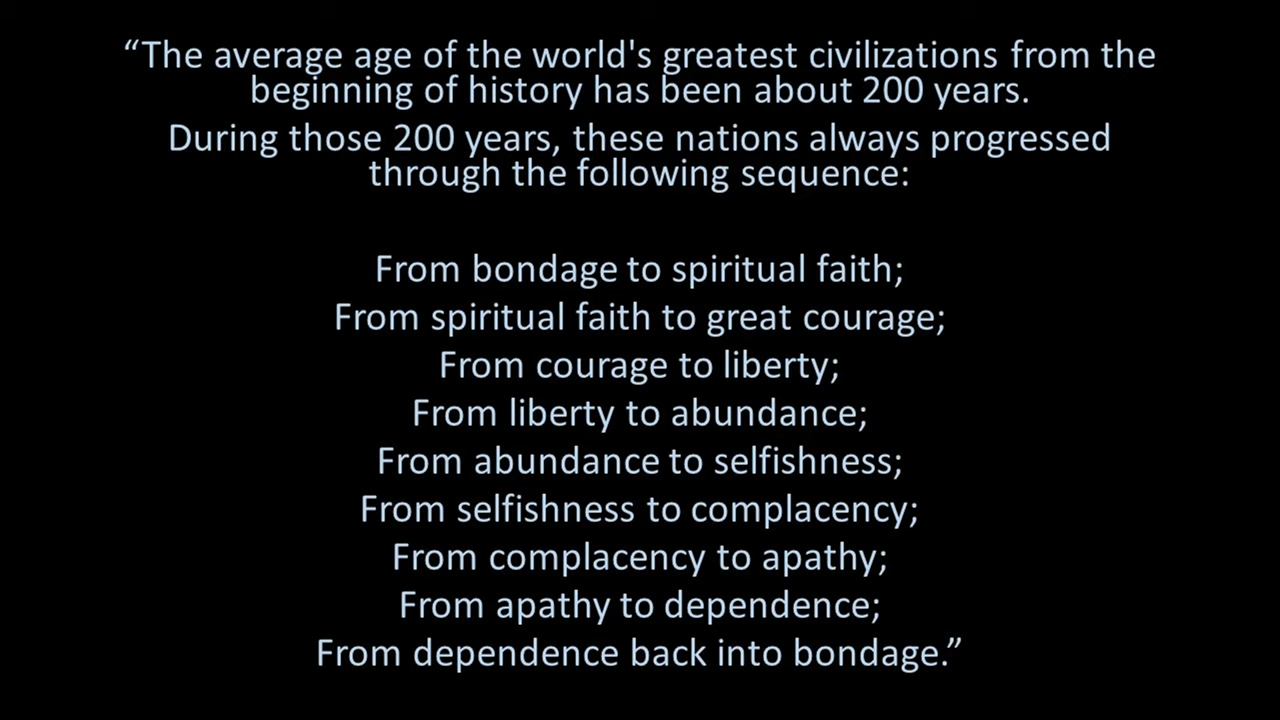 “The average age of the world's greatest civilizations from the
beginning of history has been about 200 years.
During those 200 years, these nations always progressed
through the following sequence:
From bondage to spiritual faith;
From spiritual faith to great courage;
From courage to liberty;
From liberty to abundance;
From abundance to selfishness;
From selfishness to complacency;
From complacency to apathy;
From apathy to dependence;
From dependence back into bondage.”